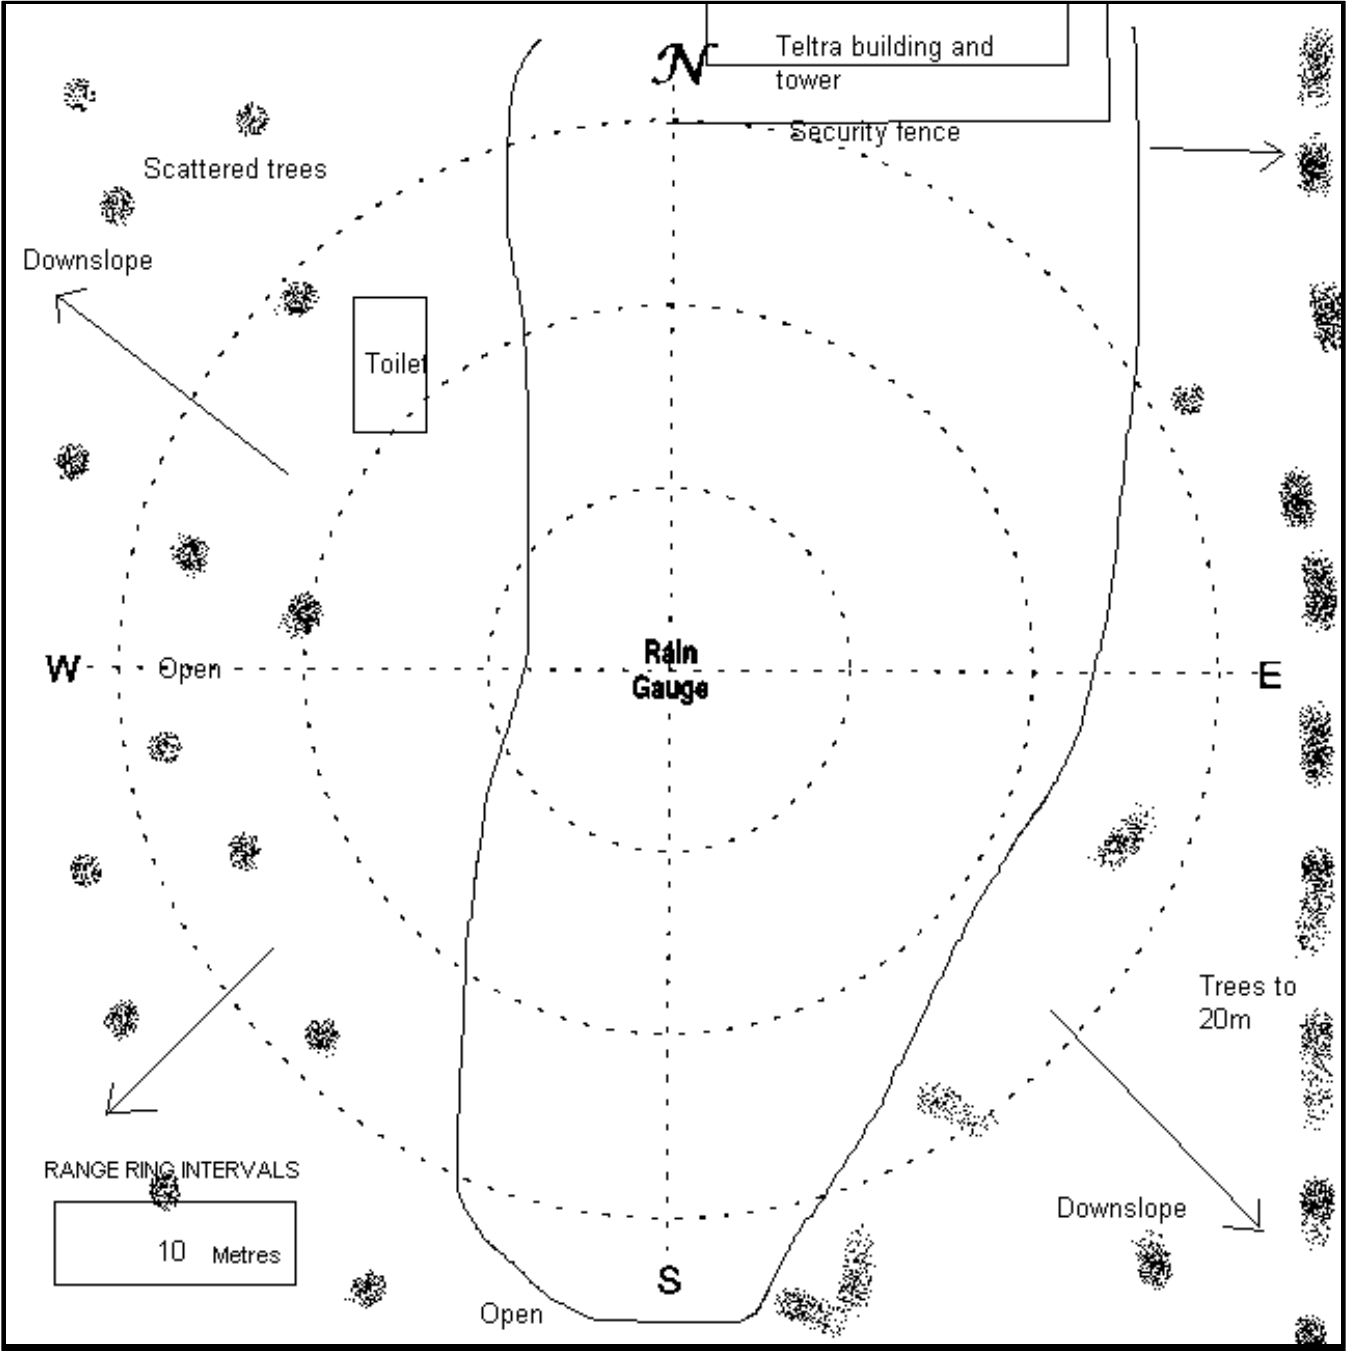 N
Teltra building and
tower
Security fence
Scattered trees
Downslope
Toilet
Rain
Gauge
W
Open
E
Trees to
20m
RANGE RING INTERVALS
10 Metres
Downslope
S
Open